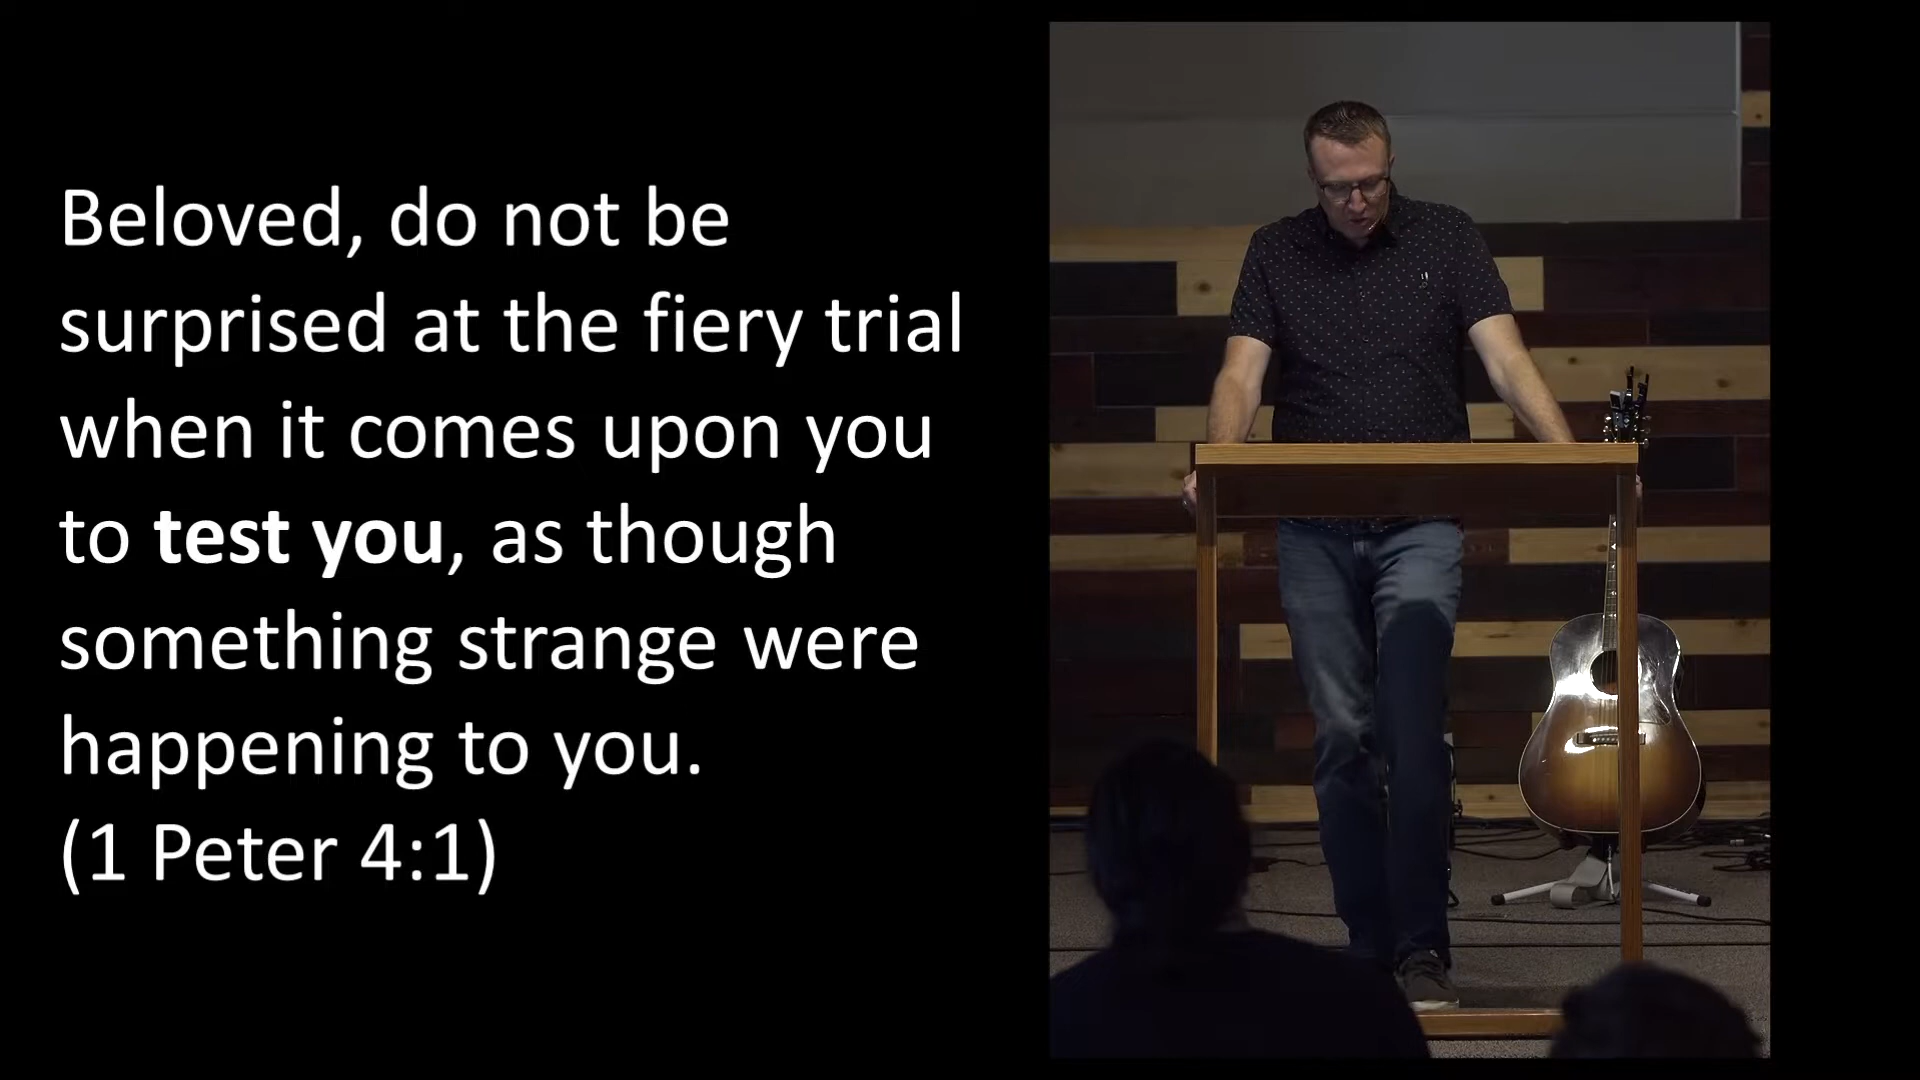 Beloved, do not be
surprised at the fiery trial
when it comes upon you
to test you, as though
something strange were
happening to you.
(1 Peter 4:1)